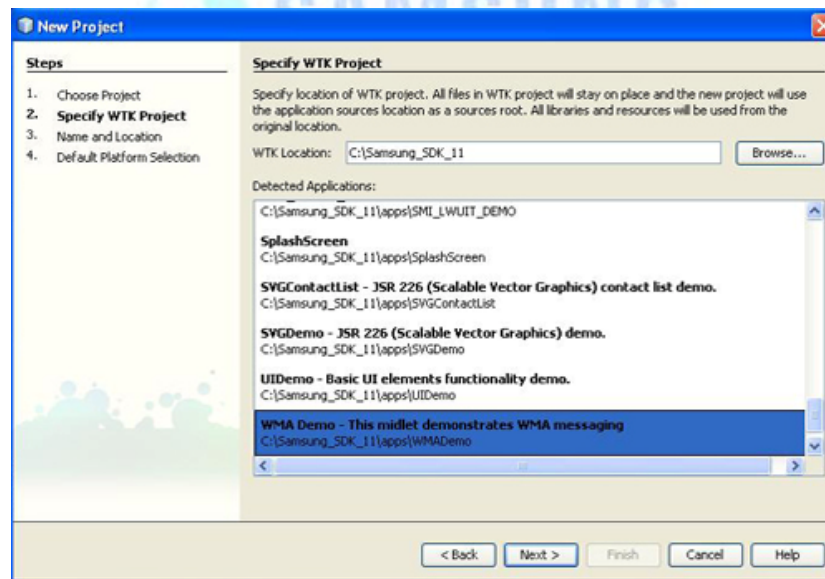 New Project
Steps
1. Choose Project
2. Specify WTK Project
3. Name and Location
4. Default Platform Selection
Specify WTK Project
Specify location of WTK project. All files in WTK project will stay on place and the new project will use
the application sources location as a sources root. All libraries and resources will be used from the
original location.
WTK Location: C:\Samsung_SDK_11 Browse...
Detected Applications:
C:\Samsung_SDK_11\apps\SMI_LWUIT_DEMO
SplashScreen
C:\Samsung_SDK_11\apps\SplashScreen
SVGContactList - JSR 226 (Scalable Vector Graphics) contact list demo.
C:\Samsung_SDK_11\apps\SVGContactList
SVGDemo - JSR 226 (Scalable Vector Graphics) demo.
C:\Samsung_SDK_11\apps\SVGDemo
UIDemo - Basic UI elements functionality demo.
C:\Samsung_SDK_11\apps\UIDemo
WMA Demo - This midlet demonstrates WMA messaging
C:\Samsung_SDK_11\apps\WMADemo
< Back Next > Finish Cancel Help